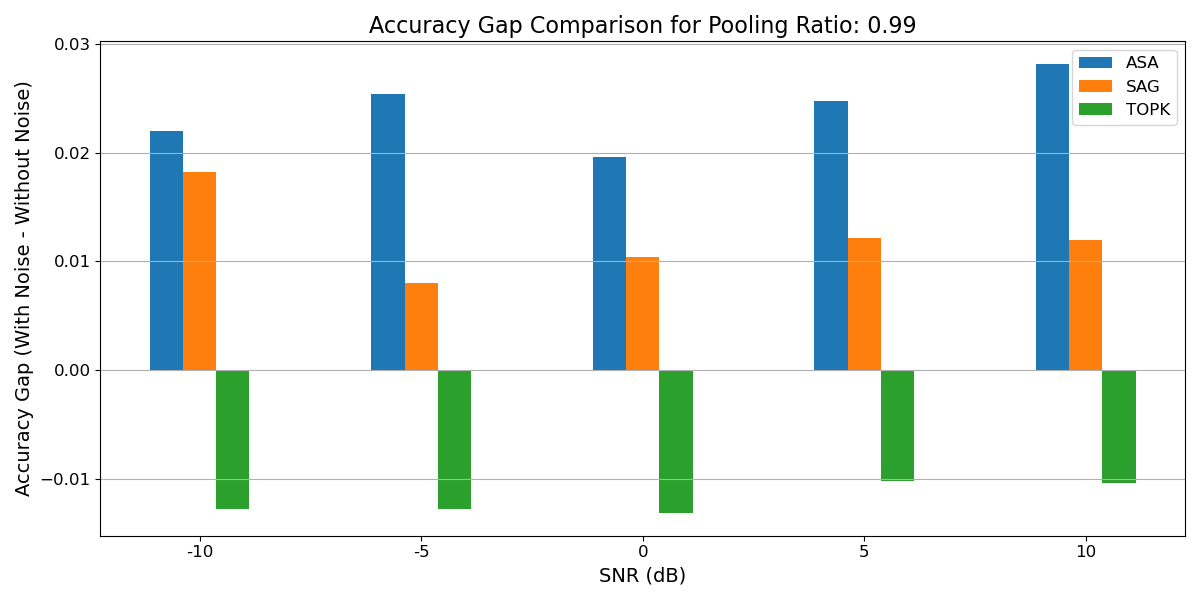 Accuracy Gap Comparison for Pooling Ratio: 0.99
Accuracy Gap (With Noise - Without Noise)
0.03
0.02
0.01
0.00
−0.01
ASA
SAG
TOPK
-10
-5
0
5
10
SNR (dB)